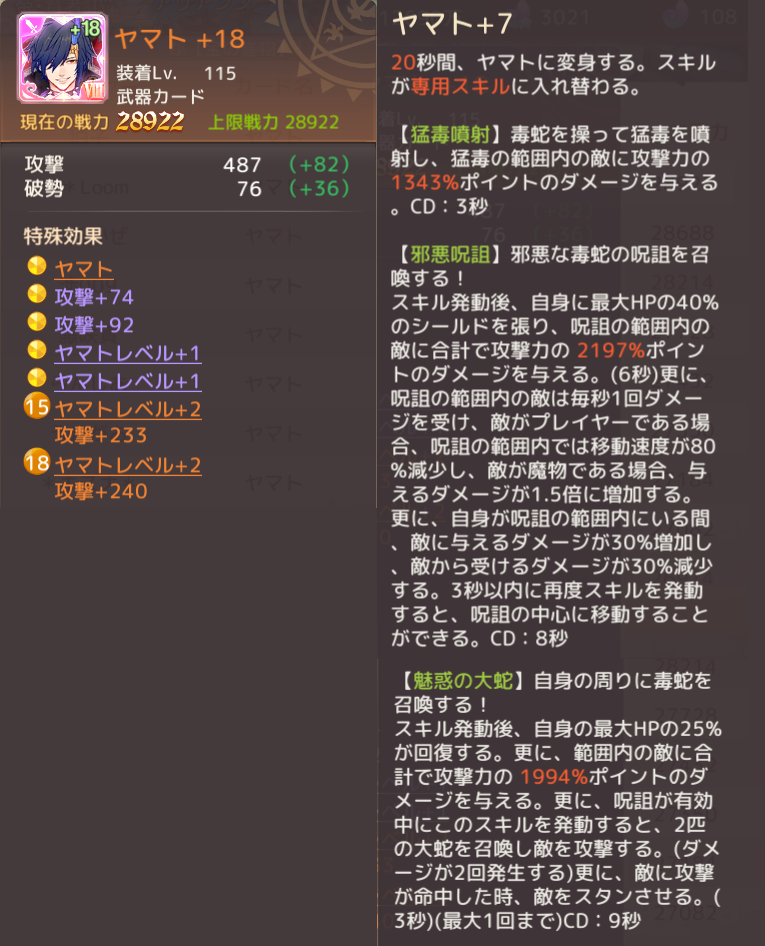 +18
VIII
ヤマト +18
装着Lv. 115
武器カード
現在の戦力 28922 上限戦力 28922
攻撃 487 (+82)
破勢 76 (+36)
特殊効果
ヤマト
攻撃+74
攻撃+92
ヤマトレベル+1
ヤマトレベル+1
15 ヤマトレベル+2
攻撃+233
18 ヤマトレベル+2
攻撃+240
ヤマト+7
20秒間、ヤマトに変身する。スキル
が専用スキルに入れ替わる。
【猛毒噴射】毒蛇を操って猛毒を噴
射し、猛毒の範囲内の敵に攻撃力の
1343%ポイントのダメージを与える
。CD：3秒
【邪悪呪詛】邪悪な毒蛇の呪詛を召
喚する！
スキル発動後、自身に最大HPの40%
のシールドを張り、呪詛の範囲内の
敵に合計で攻撃力の 2197%ポイン
トのダメージを与える。(6秒)更に、
呪詛の範囲内の敵は毎秒1回ダメー
ジを受け、敵がプレイヤーである場
合、呪詛の範囲内では移動速度が80
%減少し、敵が魔物である場合、与
えるダメージが1.5倍に増加する。
更に、自身が呪詛の範囲内にいる間
、敵に与えるダメージが30%増加し
、敵から受けるダメージが30%減少
する。3秒以内に再度スキルを発動
すると、呪詛の中心に移動すること
ができる。CD：8秒
【魅惑の大蛇】自身の周りに毒蛇を
召喚する！
スキル発動後、自身の最大HPの25%
が回復する。更に、範囲内の敵に合
計で攻撃力の 1994%ポイントのダ
メージを与える。更に、呪詛が有効
中にこのスキルを発動すると、2匹
の大蛇を召喚し敵を攻撃する。(ダメ
ージが2回発生する)更に、敵に攻撃
が命中した時、敵をスタンさせる。(
3秒)(最大1回まで)CD：9秒